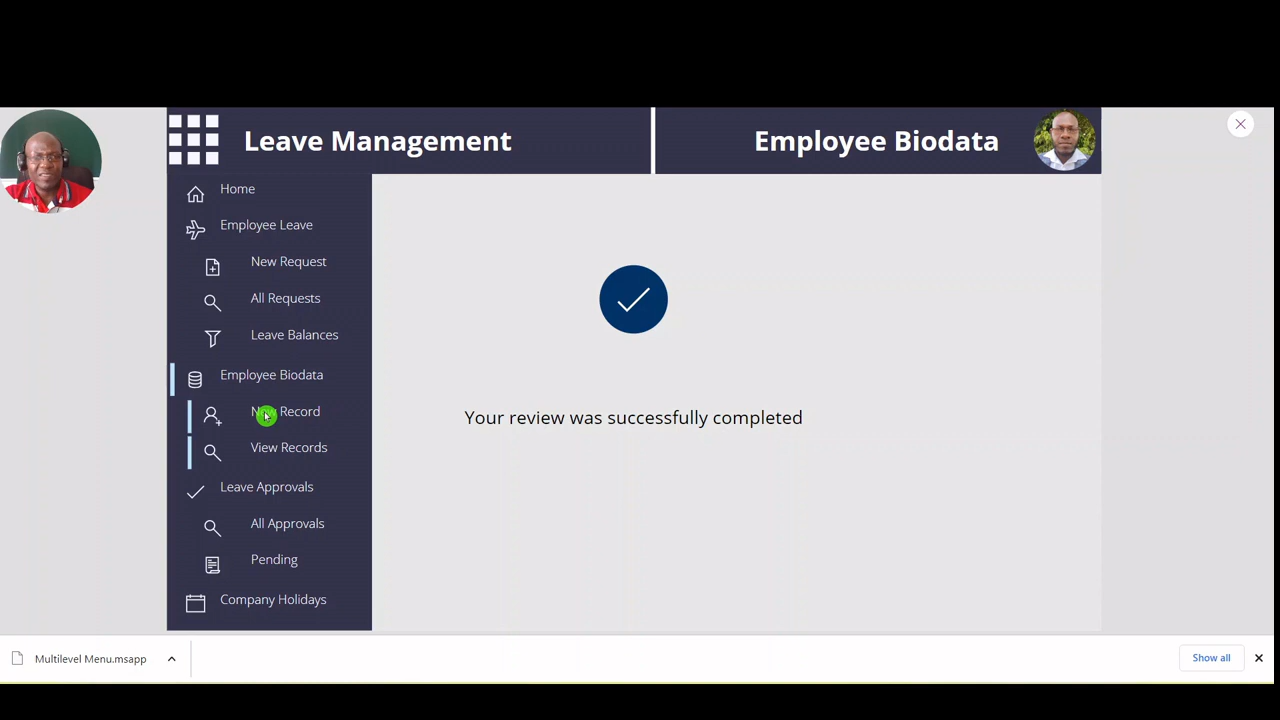 Leave Management
Employee Biodata
Home
Employee Leave
New Request
All Requests
Leave Balances
Employee Biodata
New Record
View Records
Leave Approvals
All Approvals
Pending
Company Holidays
Your review was successfully completed
Multilevel Menu.msapp
Show all